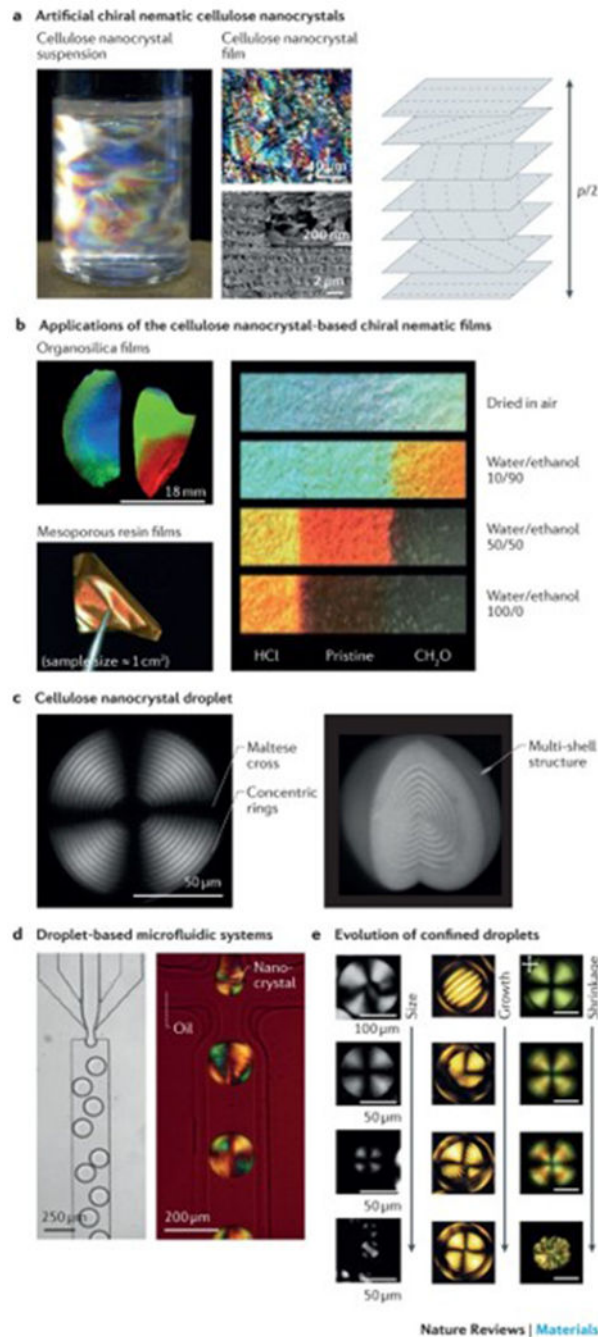 a Artificial chiral nematic cellulose nanocrystals
Cellulose nanocrystal
suspension
Cellulose nanocrystal
film
200 nm
2 μm
p/2
b Applications of the cellulose nanocrystal-based chiral nematic films
Organosilica films
18 mm
Mesoporous resin films
(sample size ≈ 1 cm²)
Dried in air
Water/ethanol
10/90
Water/ethanol
50/50
Water/ethanol
100/0
HCl Pristine CH₂O
c Cellulose nanocrystal droplet
Maltese
cross
Concentric
rings
50 μm
Multi-shell
structure
d Droplet-based microfluidic systems
250 μm
Nano-
crystal
Oil
200 μm
e Evolution of confined droplets
100 μm
50 μm
50 μm
50 μm
Size
Growth
Shrinkage
Nature Reviews | Materials